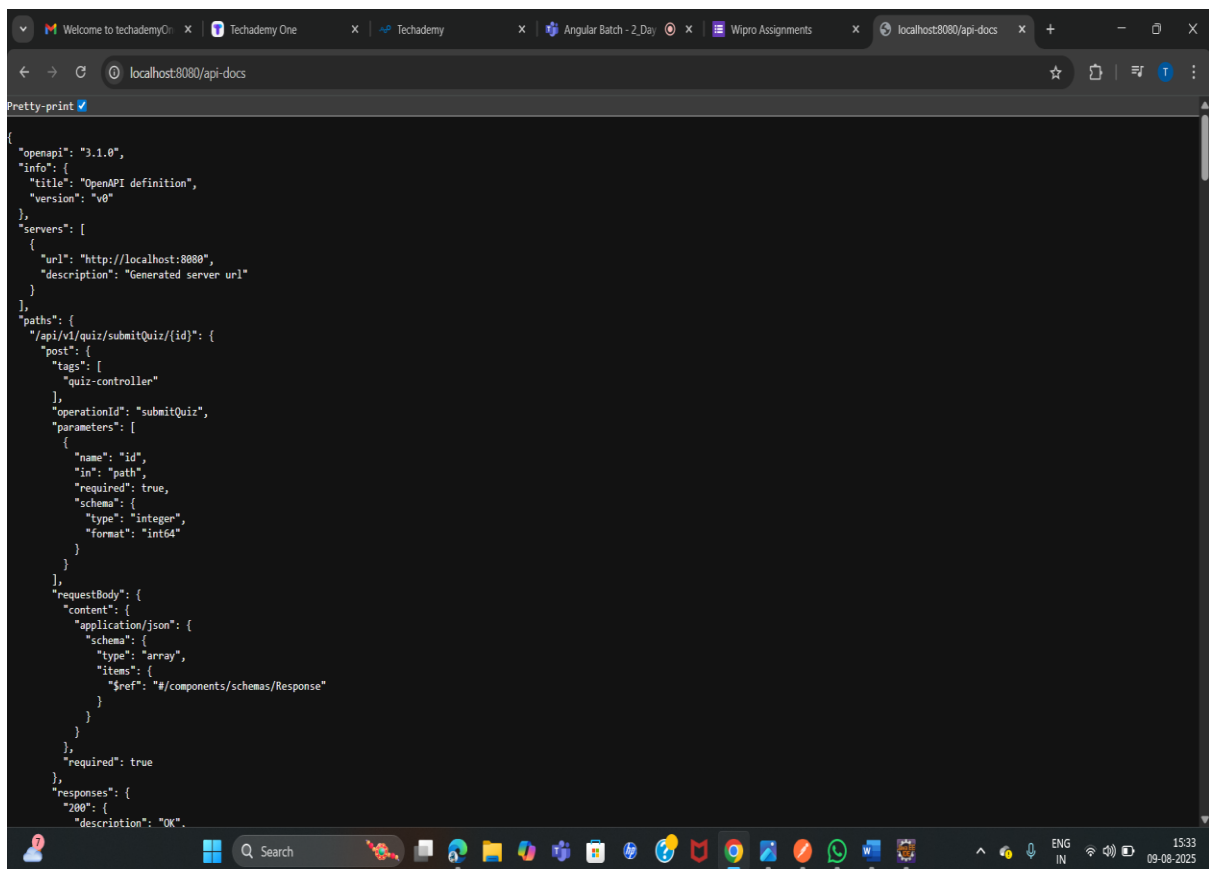 Welcome to techademyOn
Techademy One
Techademy
Angular Batch - 2_Day
Wipro Assignments
localhost:8080/api-docs
localhost:8080/api-docs
T
Pretty-print
{
  "openapi": "3.1.0",
  "info": {
    "title": "OpenAPI definition",
    "version": "v0"
  },
  "servers": [
    {
      "url": "http://localhost:8080",
      "description": "Generated server url"
    }
  ],
  "paths": {
    "/api/v1/quiz/submitQuiz/{id}": {
      "post": {
        "tags": [
          "quiz-controller"
        ],
        "operationId": "submitQuiz",
        "parameters": [
          {
            "name": "id",
            "in": "path",
            "required": true,
            "schema": {
              "type": "integer",
              "format": "int64"
            }
          }
        ],
        "requestBody": {
          "content": {
            "application/json": {
              "schema": {
                "type": "array",
                "items": {
                  "$ref": "#/components/schemas/Response"
                }
              }
            }
          },
          "required": true
        },
        "responses": {
          "200": {
            "description": "OK",
7
Search
ENG
IN
15:33
09-08-2025